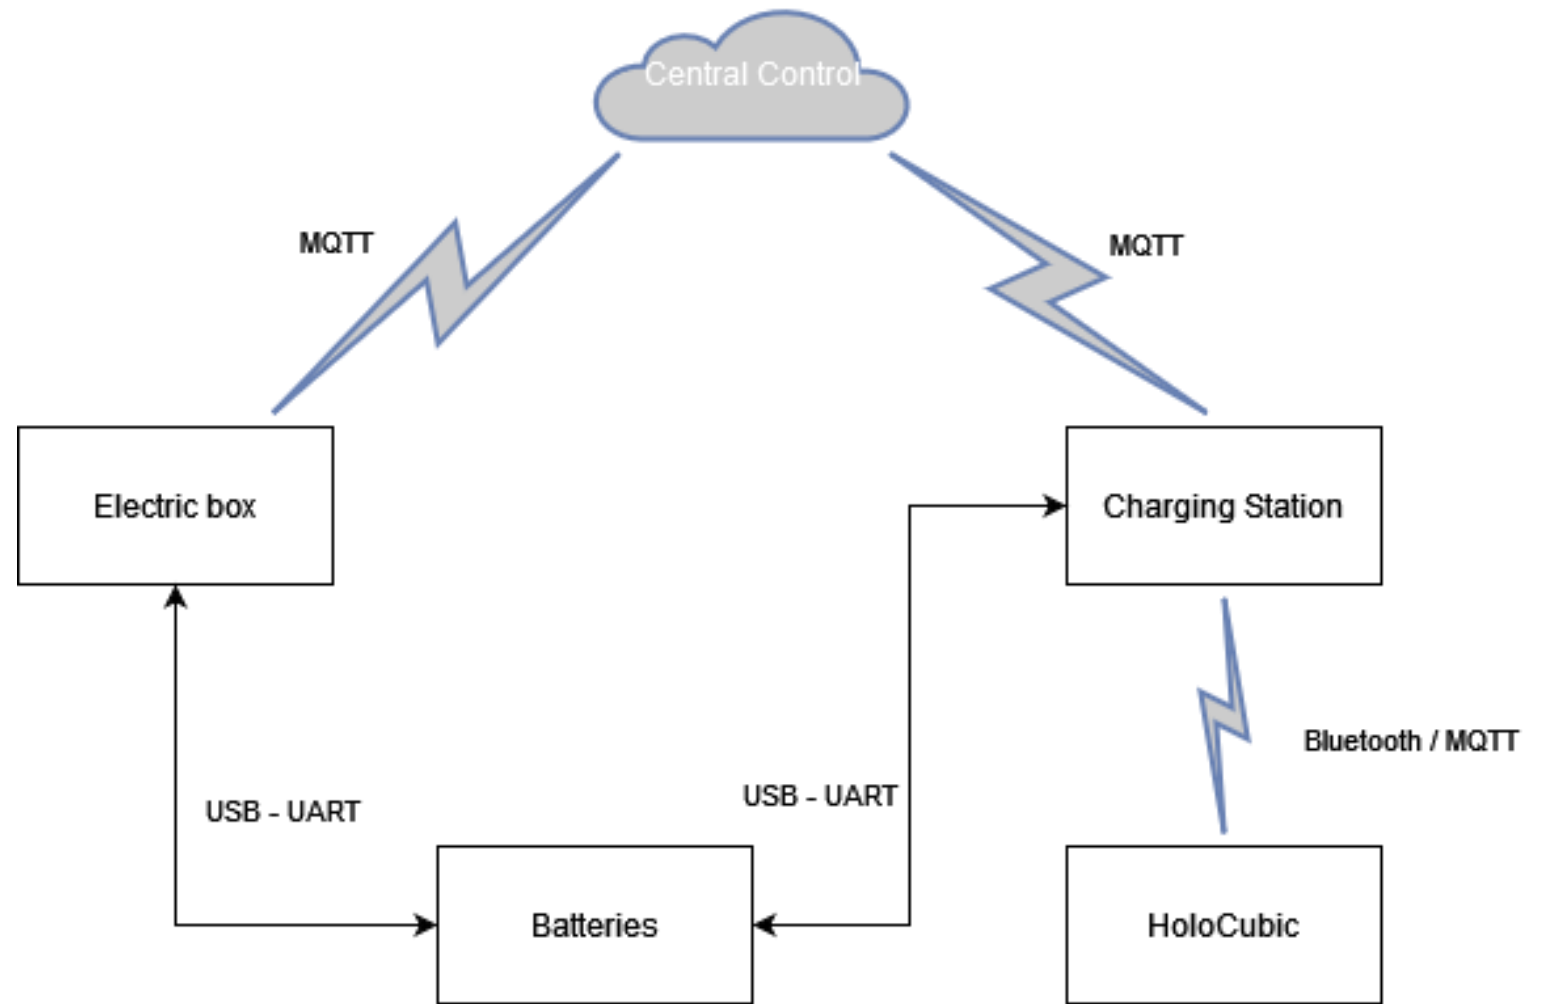 Central Control
MQTT
MQTT
Electric box
Charging Station
Bluetooth / MQTT
USB - UART
USB - UART
Batteries
HoloCubic